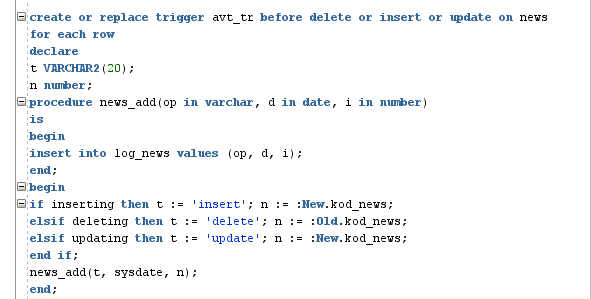 create or replace trigger avt_tr before delete or insert or update on news
for each row
declare
t VARCHAR2(20);
n number;
procedure news_add(op in varchar, d in date, i in number)
is
begin
insert into log_news values (op, d, i);
end;
begin
if inserting then t := 'insert'; n := :New.kod_news;
elsif deleting then t := 'delete'; n := :Old.kod_news;
elsif updating then t := 'update'; n := :New.kod_news;
end if;
news_add(t, sysdate, n);
end;